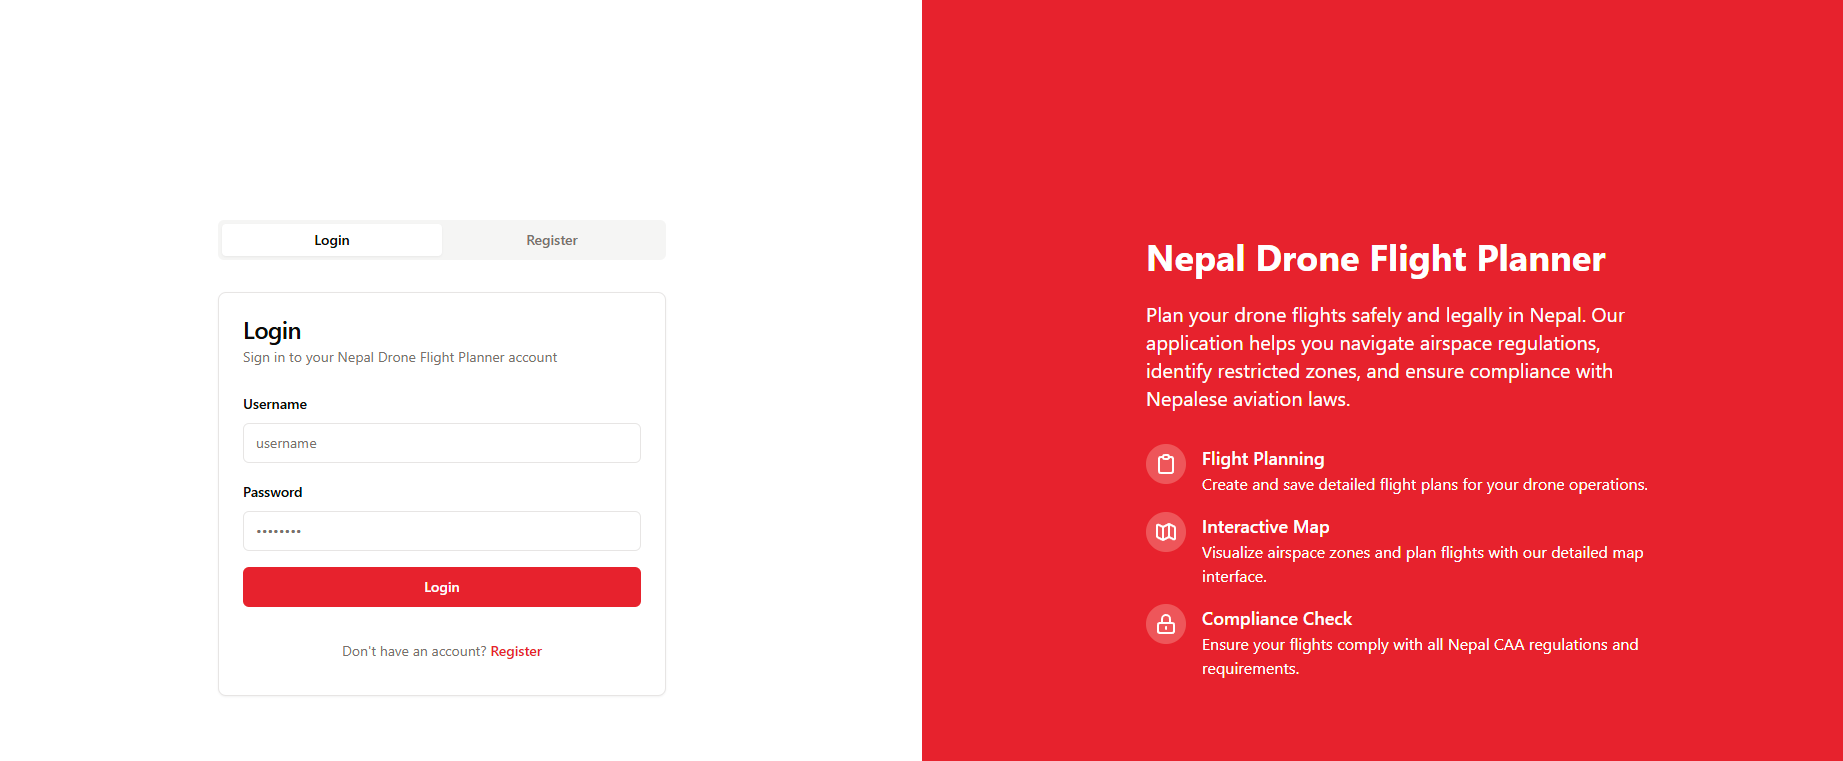 Login
Register
Login
Sign in to your Nepal Drone Flight Planner account
Username
username
Password
••••••••
Login
Don't have an account? Register
Nepal Drone Flight Planner
Plan your drone flights safely and legally in Nepal. Our
application helps you navigate airspace regulations,
identify restricted zones, and ensure compliance with
Nepalese aviation laws.
Flight Planning
Create and save detailed flight plans for your drone operations.
Interactive Map
Visualize airspace zones and plan flights with our detailed map
interface.
Compliance Check
Ensure your flights comply with all Nepal CAA regulations and
requirements.